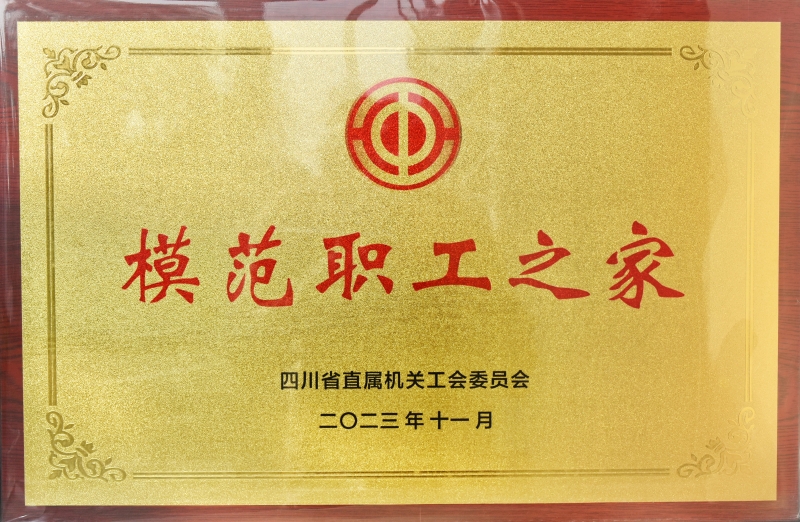 模范职工之家
四川省直属机关工会委员会
二〇二三年十一月